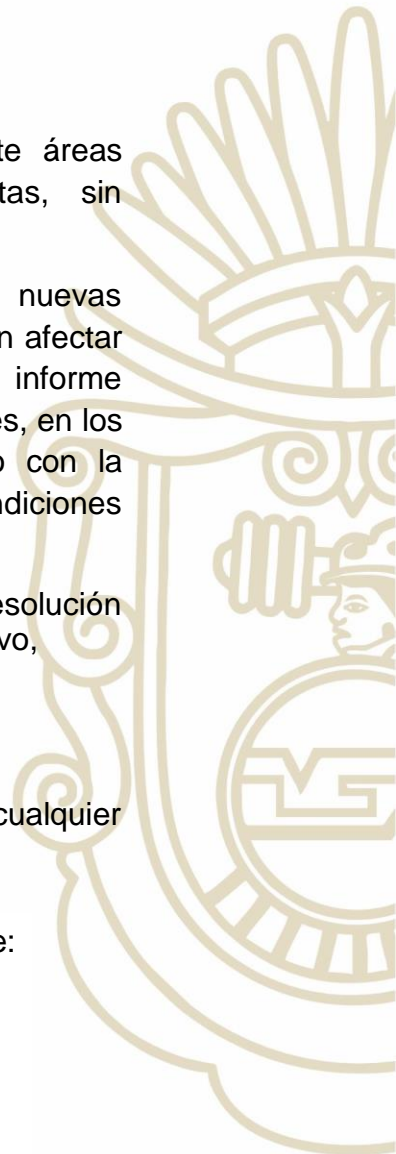 te áreas
tas, sin
nuevas
n afectar
informe
es, en los
o con la
ndiciones
esolución
vo,
cualquier
e: